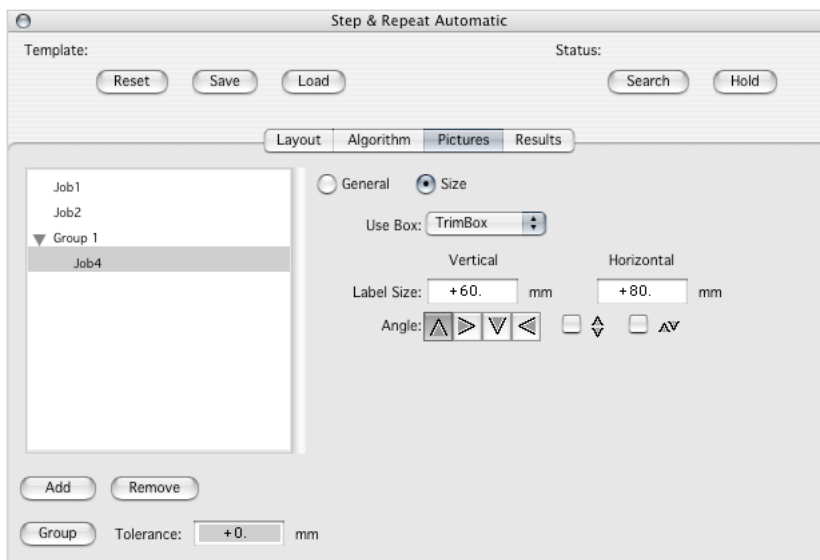 Step & Repeat Automatic
Template:
Status:
Reset
Save
Load
Search
Hold
Layout
Algorithm
Pictures
Results
Job1
Job2
Group 1
Job4
General
Size
Use Box:
TrimBox
Vertical
Horizontal
Label Size:
+60.
mm
+80.
mm
Angle:
Add
Remove
Group
Tolerance:
+0.
mm